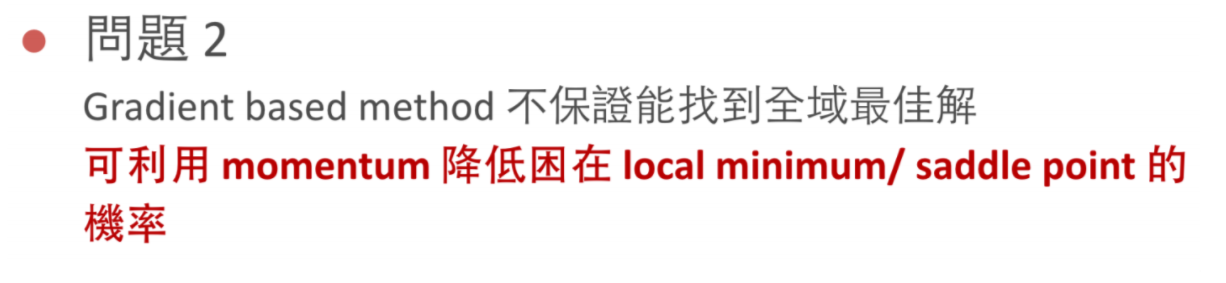 ● 問題 2
Gradient based method 不保證能找到全域最佳解
可利用 momentum 降低困在 local minimum/ saddle point 的
機率